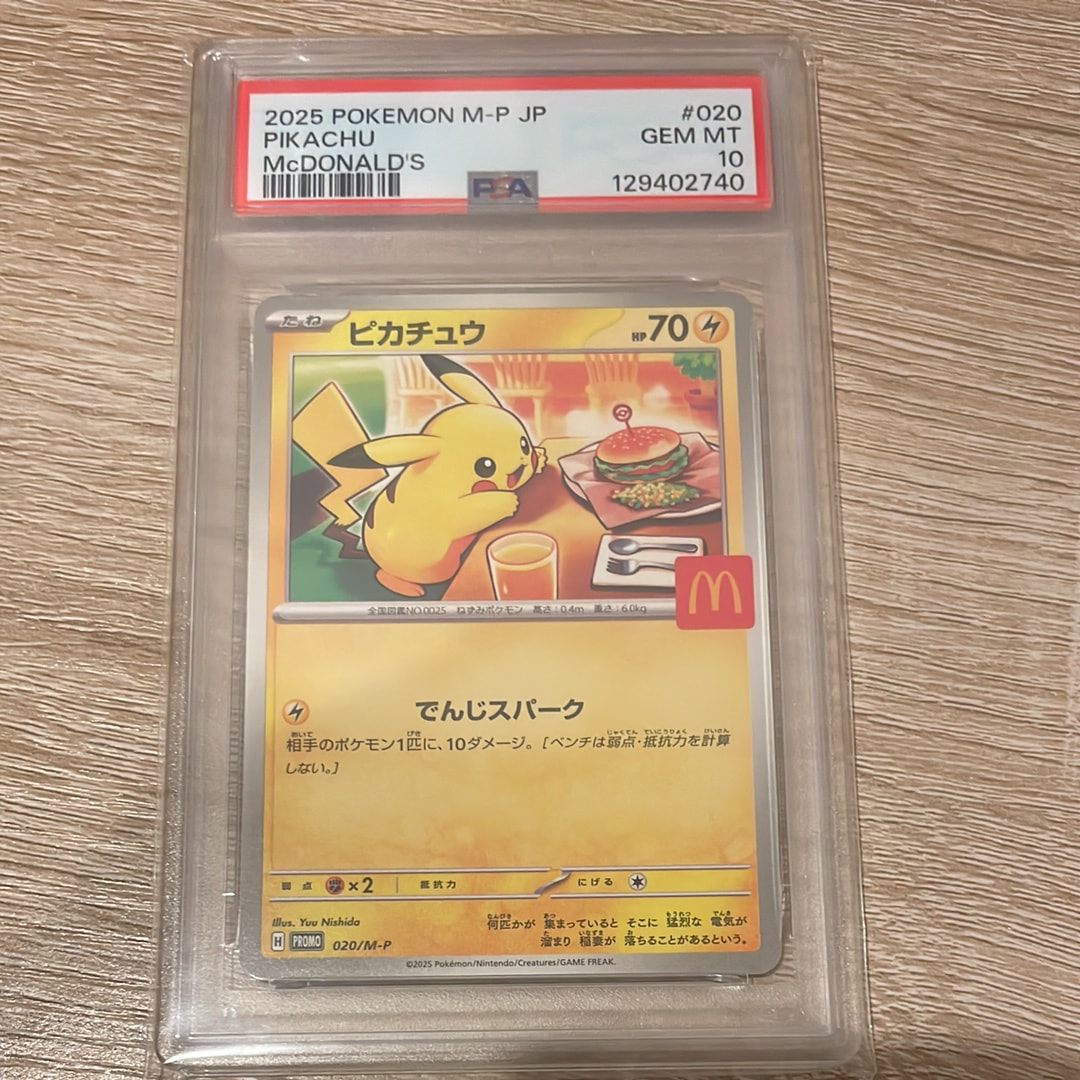 2025 POKEMON M-P JP #020
PIKACHU GEM MT
McDONALD'S 10
PSA 129402740
たね ピカチュウ HP 70
M
全国図鑑NO.0025 ねずみポケモン 高さ:0.4m 重さ:6.0kg
でんじスパーク
相手のポケモン1匹に、10ダメージ。[ベンチは弱点・抵抗力を計算
しない。]
弱点 ×2 抵抗力 にげる
Illus. Yuu Nishida
何匹かが 集まっていると そこに 猛烈な 電気が
溜まり 稲妻が 落ちることがあるという。
H PROMO 020/M-P
©2025 Pokémon/Nintendo/Creatures/GAME FREAK.